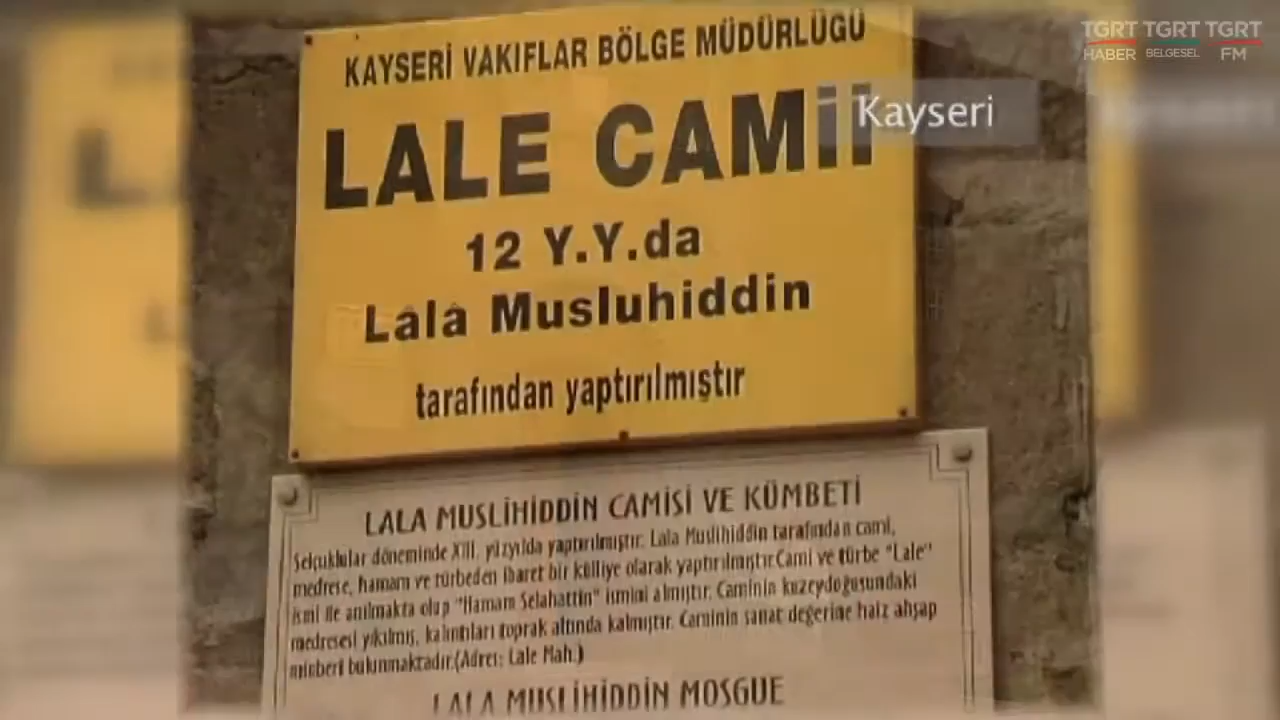 TGRT TGRT TGRT
HABER BELGESEL FM
KAYSERİ VAKIFLAR BÖLGE MÜDÜRLÜGÜ
LALE CAMİİ
Kayseri
12 Y.Y.da
Lâlâ Musluhiddin
tarafından yaptırılmıştır
LALA MUSLİHİDDİN CAMİSİ VE KÜMBETİ
Selçuklular döneminde XIII. yüzyılda yaptırılmıştır. Lala Muslihiddin tarafından cami,
medrese, hamam ve türbeden ibaret bir külliye olarak yaptırılmıştır.Cami ve türbe "Lale"
ismi ile anılmakta olup "Hamam Selahattin" ismini almıştır. Caminin kuzeydoğusundaki
medresesi yıkılmış, kalıntıları toprak altında kalmıştır. Caminin sanat değerine haiz ahşap
minberi bulunmaktadır.(Adres: Lale Mah.)
LALA MUSLİHİDDİN MOSGUE